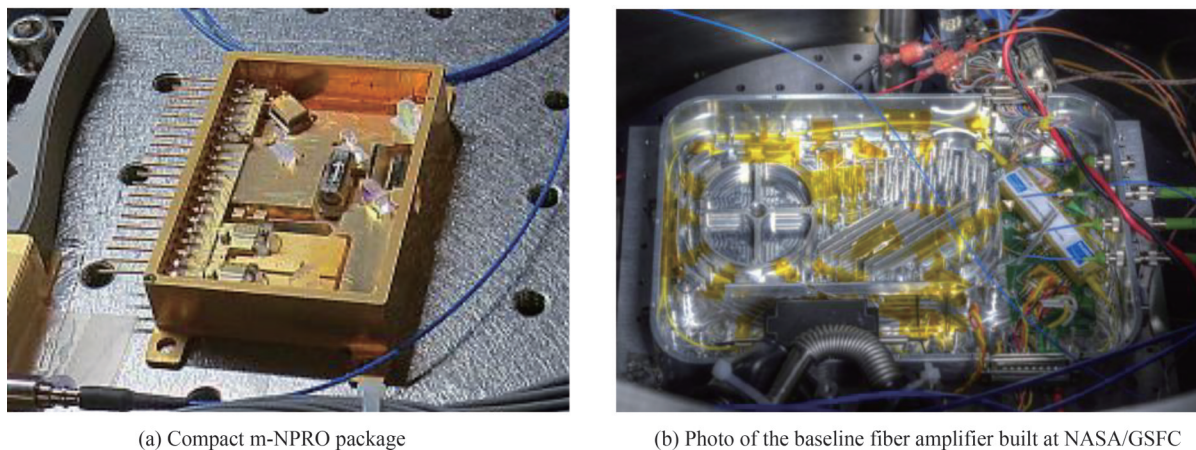 (a) Compact m-NPRO package
(b) Photo of the baseline fiber amplifier built at NASA/GSFC